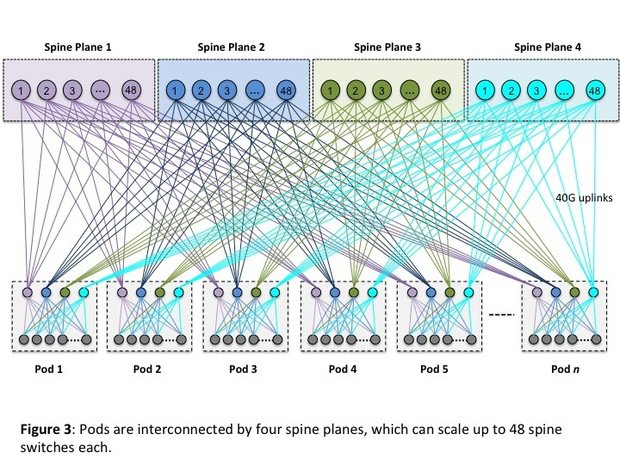 Spine Plane 1 Spine Plane 2 Spine Plane 3 Spine Plane 4
1 2 3 ... 48 1 2 3 ... 48 1 2 3 ... 48 1 2 3 ... 48
40G uplinks
Pod 1 Pod 2 Pod 3 Pod 4 Pod 5 Pod n
Figure 3: Pods are interconnected by four spine planes, which can scale up to 48 spine
switches each.